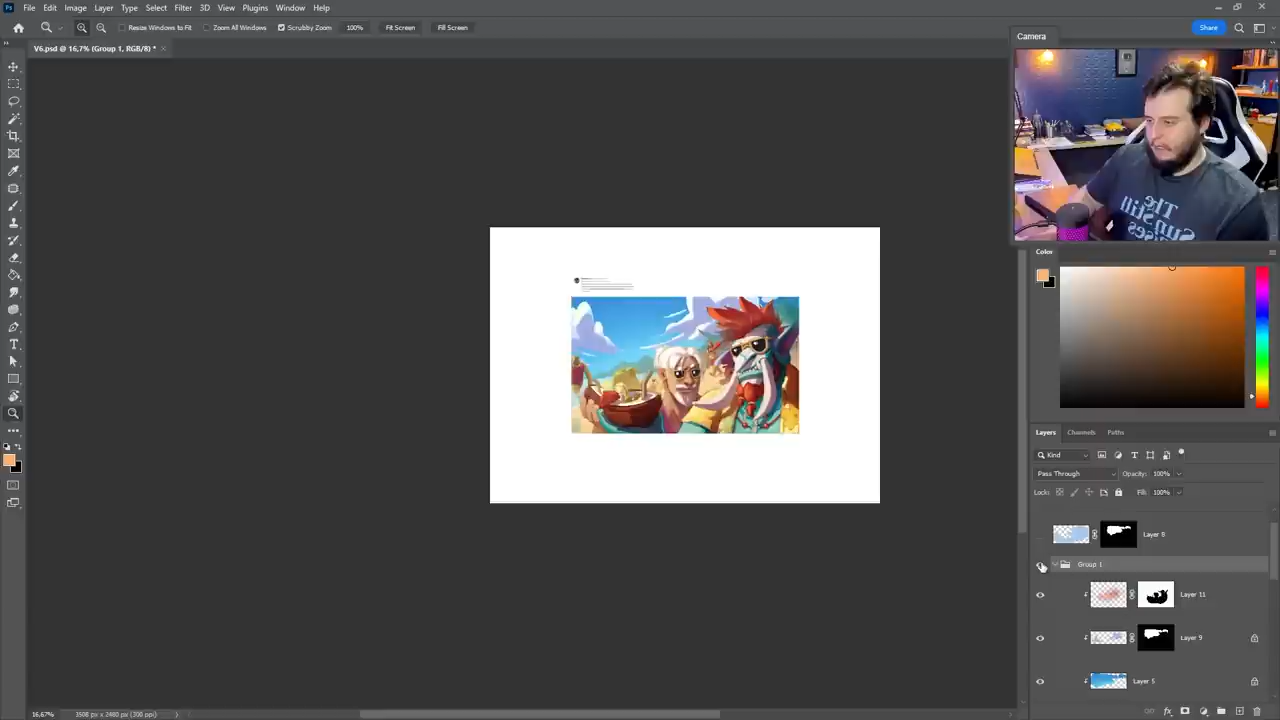 Ps File Edit Image Layer Type Select Filter 3D View Plugins Window Help
Resize Windows to Fit Zoom All Windows Scrubby Zoom 100% Fit Screen Fill Screen Share
V6.psd @ 16,7% (Group 1, RGB/8) *
Camera
The
Sun
Color
Layers Channels Paths
Kind
Pass Through Opacity: 100%
Lock: Fill: 100%
Layer 8
Group 1
Layer 11
Layer 9
Layer 5
16,67% 3508 px x 2480 px (300 ppi)